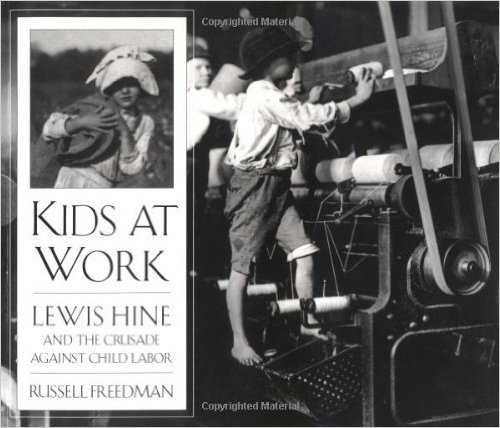 Copyrighted Material
KIDS AT
WORK
LEWIS HINE
AND THE CRUSADE
AGAINST CHILD LABOR
RUSSELL FREEDMAN
Copyrighted Material